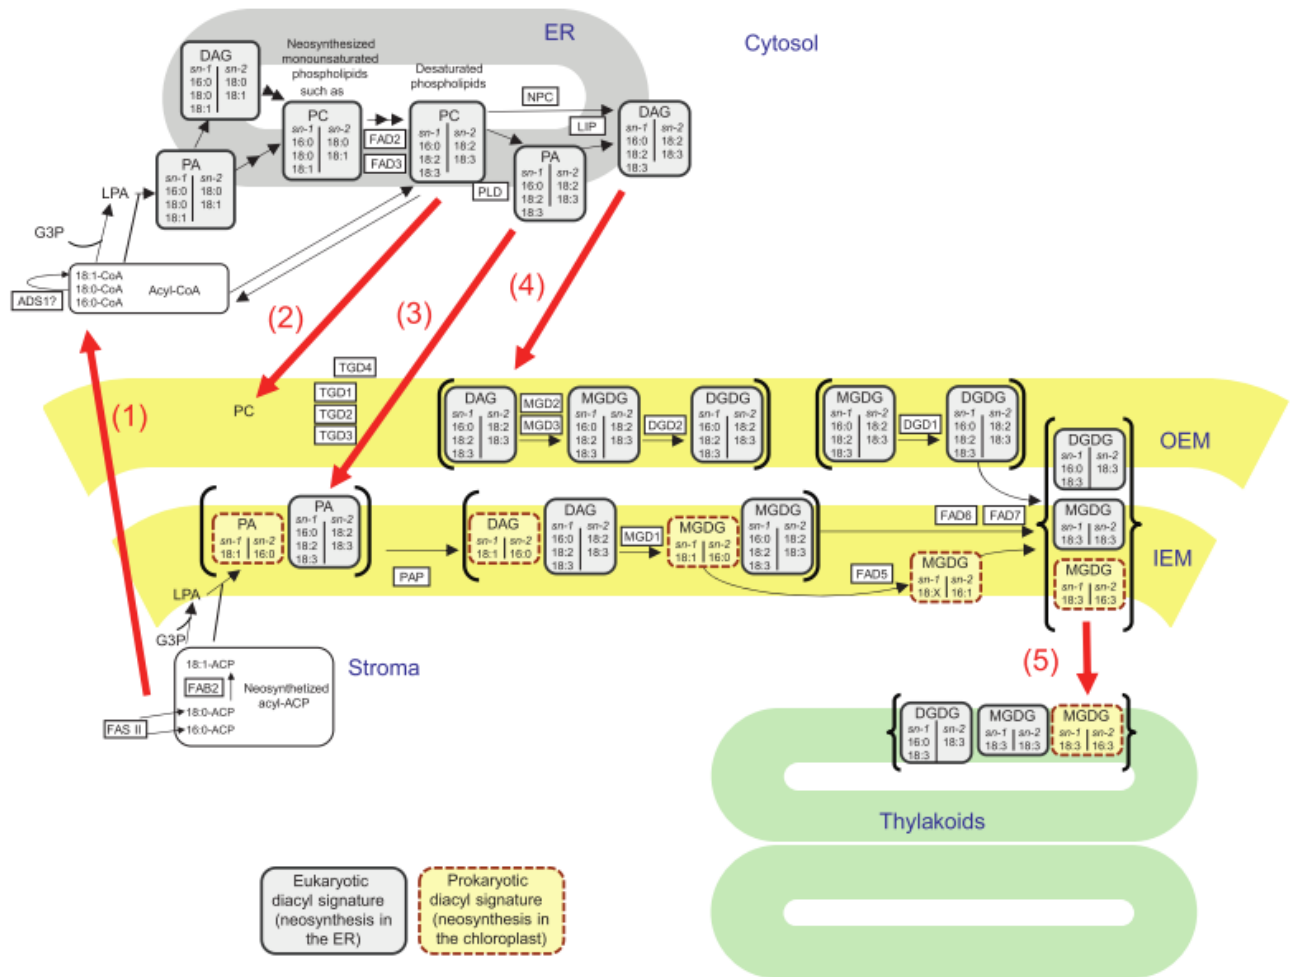 ER
Cytosol
DAG
sn-1 sn-2
16:0 18:0
18:0 18:1
18:1
Neosynthesized
monounsaturated
phospholipids
such as
Desaturated
phospholipids
PC
sn-1 sn-2
16:0 18:0
18:0 18:1
18:1
FAD2
FAD3
PC
sn-1 sn-2
16:0 18:2
18:2 18:3
18:3
NPC
LIP
DAG
sn-1 sn-2
16:0 18:2
18:2 18:3
18:3
PA
sn-1 sn-2
16:0 18:0
18:0 18:1
18:1
PLD
PA
sn-1 sn-2
16:0 18:2
18:2 18:3
18:3
LPA
G3P
18:1-CoA
18:0-CoA
16:0-CoA
Acyl-CoA
ADS1?
(1)
(2)
(3)
(4)
PC
TGD4
TGD1
TGD2
TGD3
DAG
sn-1 sn-2
16:0 18:2
18:2 18:3
18:3
MGD2
MGD3
MGDG
sn-1 sn-2
16:0 18:2
18:2 18:3
18:3
DGD2
DGDG
sn-1 sn-2
16:0 18:2
18:2 18:3
18:3
MGDG
sn-1 sn-2
16:0 18:2
18:2 18:3
18:3
DGD1
DGDG
sn-1 sn-2
16:0 18:2
18:2 18:3
18:3
OEM
DGDG
sn-1 sn-2
16:0 18:3
18:3
MGDG
sn-1 sn-2
18:3 18:3
MGDG
sn-1 sn-2
18:3 16:3
PA
sn-1 sn-2
18:1 16:0
PA
sn-1 sn-2
16:0 18:2
18:2 18:3
18:3
PAP
DAG
sn-1 sn-2
18:1 16:0
DAG
sn-1 sn-2
16:0 18:2
18:2 18:3
18:3
MGD1
MGDG
sn-1 sn-2
18:1 16:0
MGDG
sn-1 sn-2
16:0 18:2
18:2 18:3
18:3
FAD6
FAD7
FAD5
MGDG
sn-1 sn-2
18:X 16:1
IEM
LPA
G3P
18:1-ACP
FAB2
18:0-ACP
16:0-ACP
Neosynthetized
acyl-ACP
FAS II
Stroma
(5)
DGDG
sn-1 sn-2
16:0 18:3
18:3
MGDG
sn-1 sn-2
18:3 18:3
MGDG
sn-1 sn-2
18:3 16:3
Thylakoids
Eukaryotic
diacyl signature
(neosynthesis in
the ER)
Prokaryotic
diacyl signature
(neosynthesis in
the chloroplast)